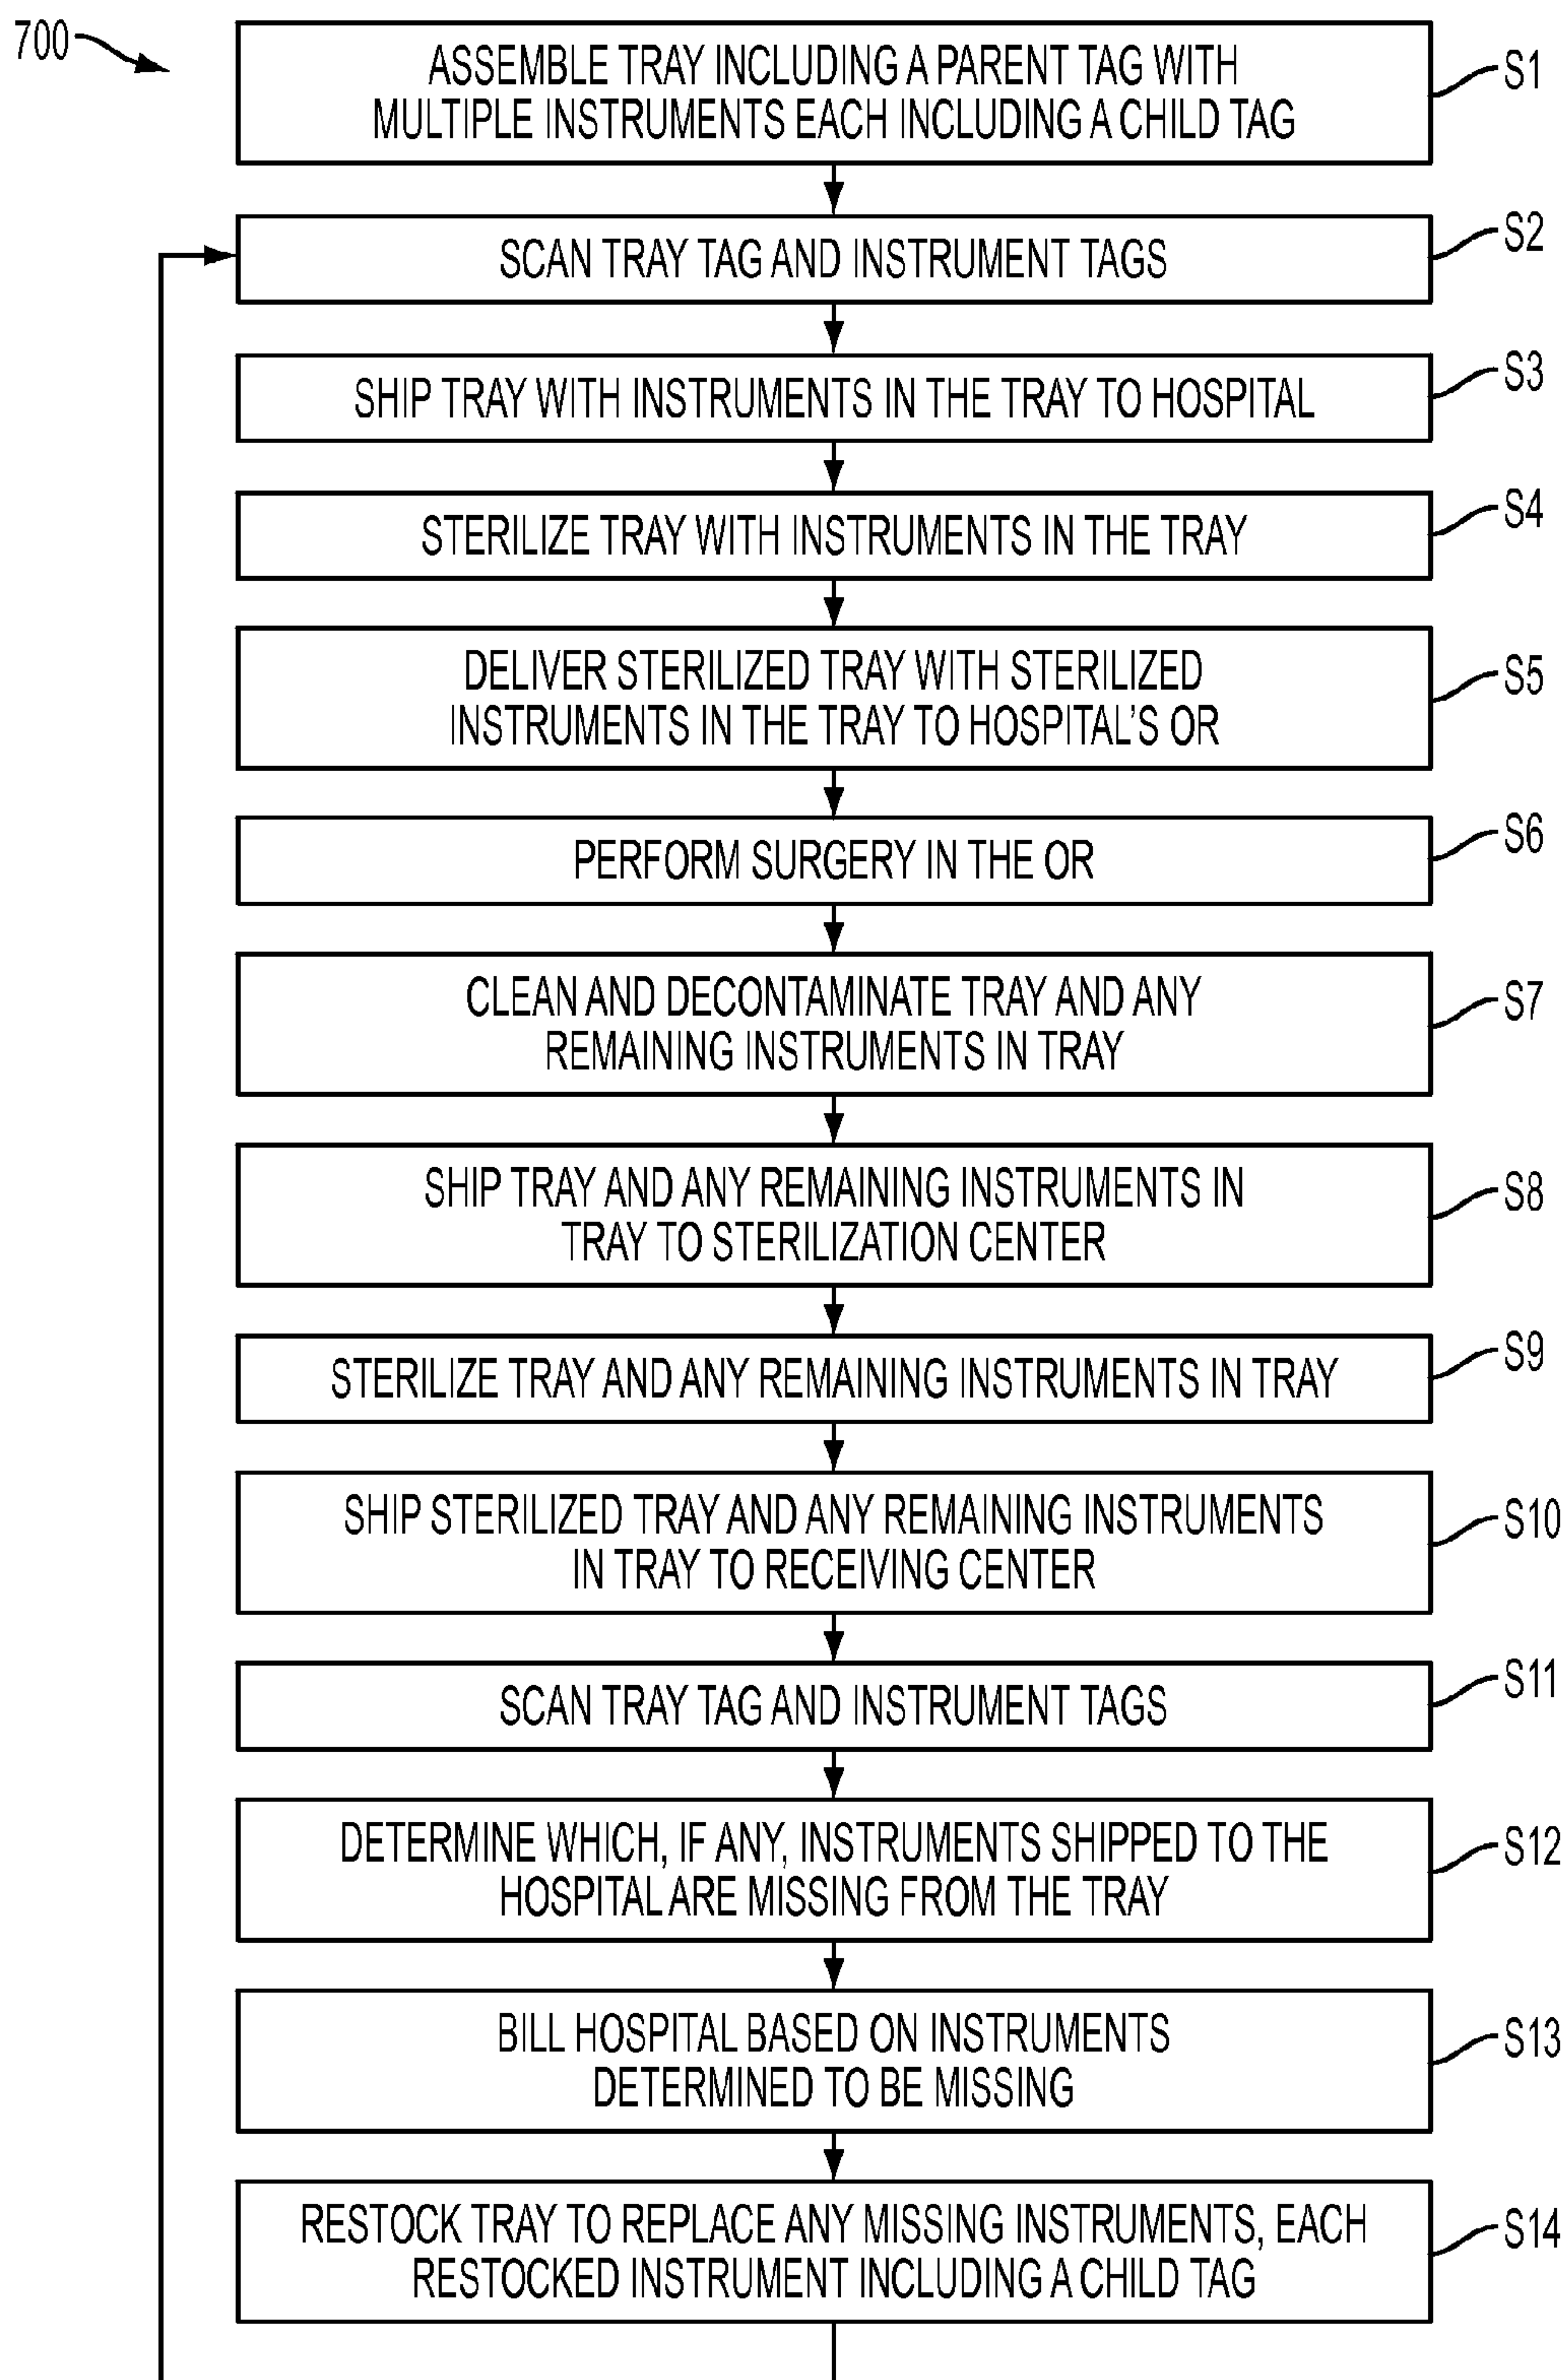 700
ASSEMBLE TRAY INCLUDING A PARENT TAG WITH
MULTIPLE INSTRUMENTS EACH INCLUDING A CHILD TAG
S1
SCAN TRAY TAG AND INSTRUMENT TAGS
S2
SHIP TRAY WITH INSTRUMENTS IN THE TRAY TO HOSPITAL
S3
STERILIZE TRAY WITH INSTRUMENTS IN THE TRAY
S4
DELIVER STERILIZED TRAY WITH STERILIZED
INSTRUMENTS IN THE TRAY TO HOSPITAL'S OR
S5
PERFORM SURGERY IN THE OR
S6
CLEAN AND DECONTAMINATE TRAY AND ANY
REMAINING INSTRUMENTS IN TRAY
S7
SHIP TRAY AND ANY REMAINING INSTRUMENTS IN
TRAY TO STERILIZATION CENTER
S8
STERILIZE TRAY AND ANY REMAINING INSTRUMENTS IN TRAY
S9
SHIP STERILIZED TRAY AND ANY REMAINING INSTRUMENTS
IN TRAY TO RECEIVING CENTER
S10
SCAN TRAY TAG AND INSTRUMENT TAGS
S11
DETERMINE WHICH, IF ANY, INSTRUMENTS SHIPPED TO THE
HOSPITAL ARE MISSING FROM THE TRAY
S12
BILL HOSPITAL BASED ON INSTRUMENTS
DETERMINED TO BE MISSING
S13
RESTOCK TRAY TO REPLACE ANY MISSING INSTRUMENTS, EACH
RESTOCKED INSTRUMENT INCLUDING A CHILD TAG
S14